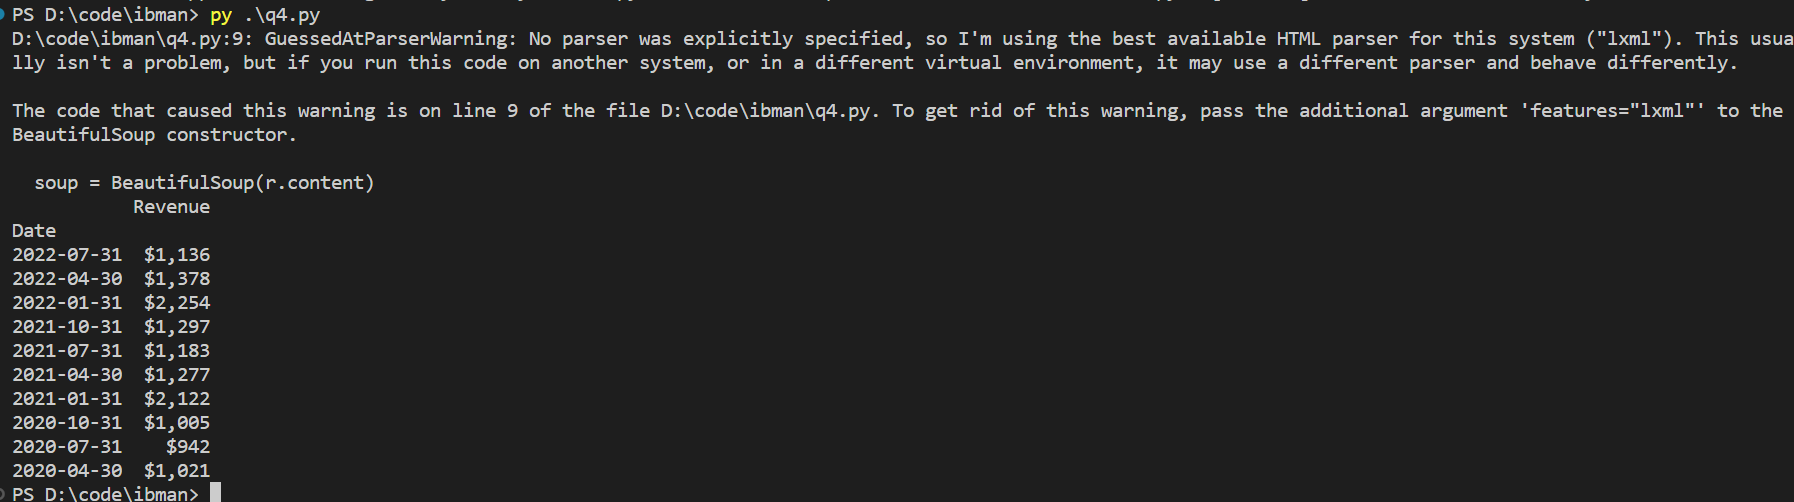 PS D:\code\ibman> py .\q4.py
D:\code\ibman\q4.py:9: GuessedAtParserWarning: No parser was explicitly specified, so I'm using the best available HTML parser for this system ("lxml"). This usua
lly isn't a problem, but if you run this code on another system, or in a different virtual environment, it may use a different parser and behave differently.
The code that caused this warning is on line 9 of the file D:\code\ibman\q4.py. To get rid of this warning, pass the additional argument 'features="lxml"' to the
BeautifulSoup constructor.
soup = BeautifulSoup(r.content)
Revenue
Date
2022-07-31 $1,136
2022-04-30 $1,378
2022-01-31 $2,254
2021-10-31 $1,297
2021-07-31 $1,183
2021-04-30 $1,277
2021-01-31 $2,122
2020-10-31 $1,005
2020-07-31 $942
2020-04-30 $1,021
PS D:\code\ibman>